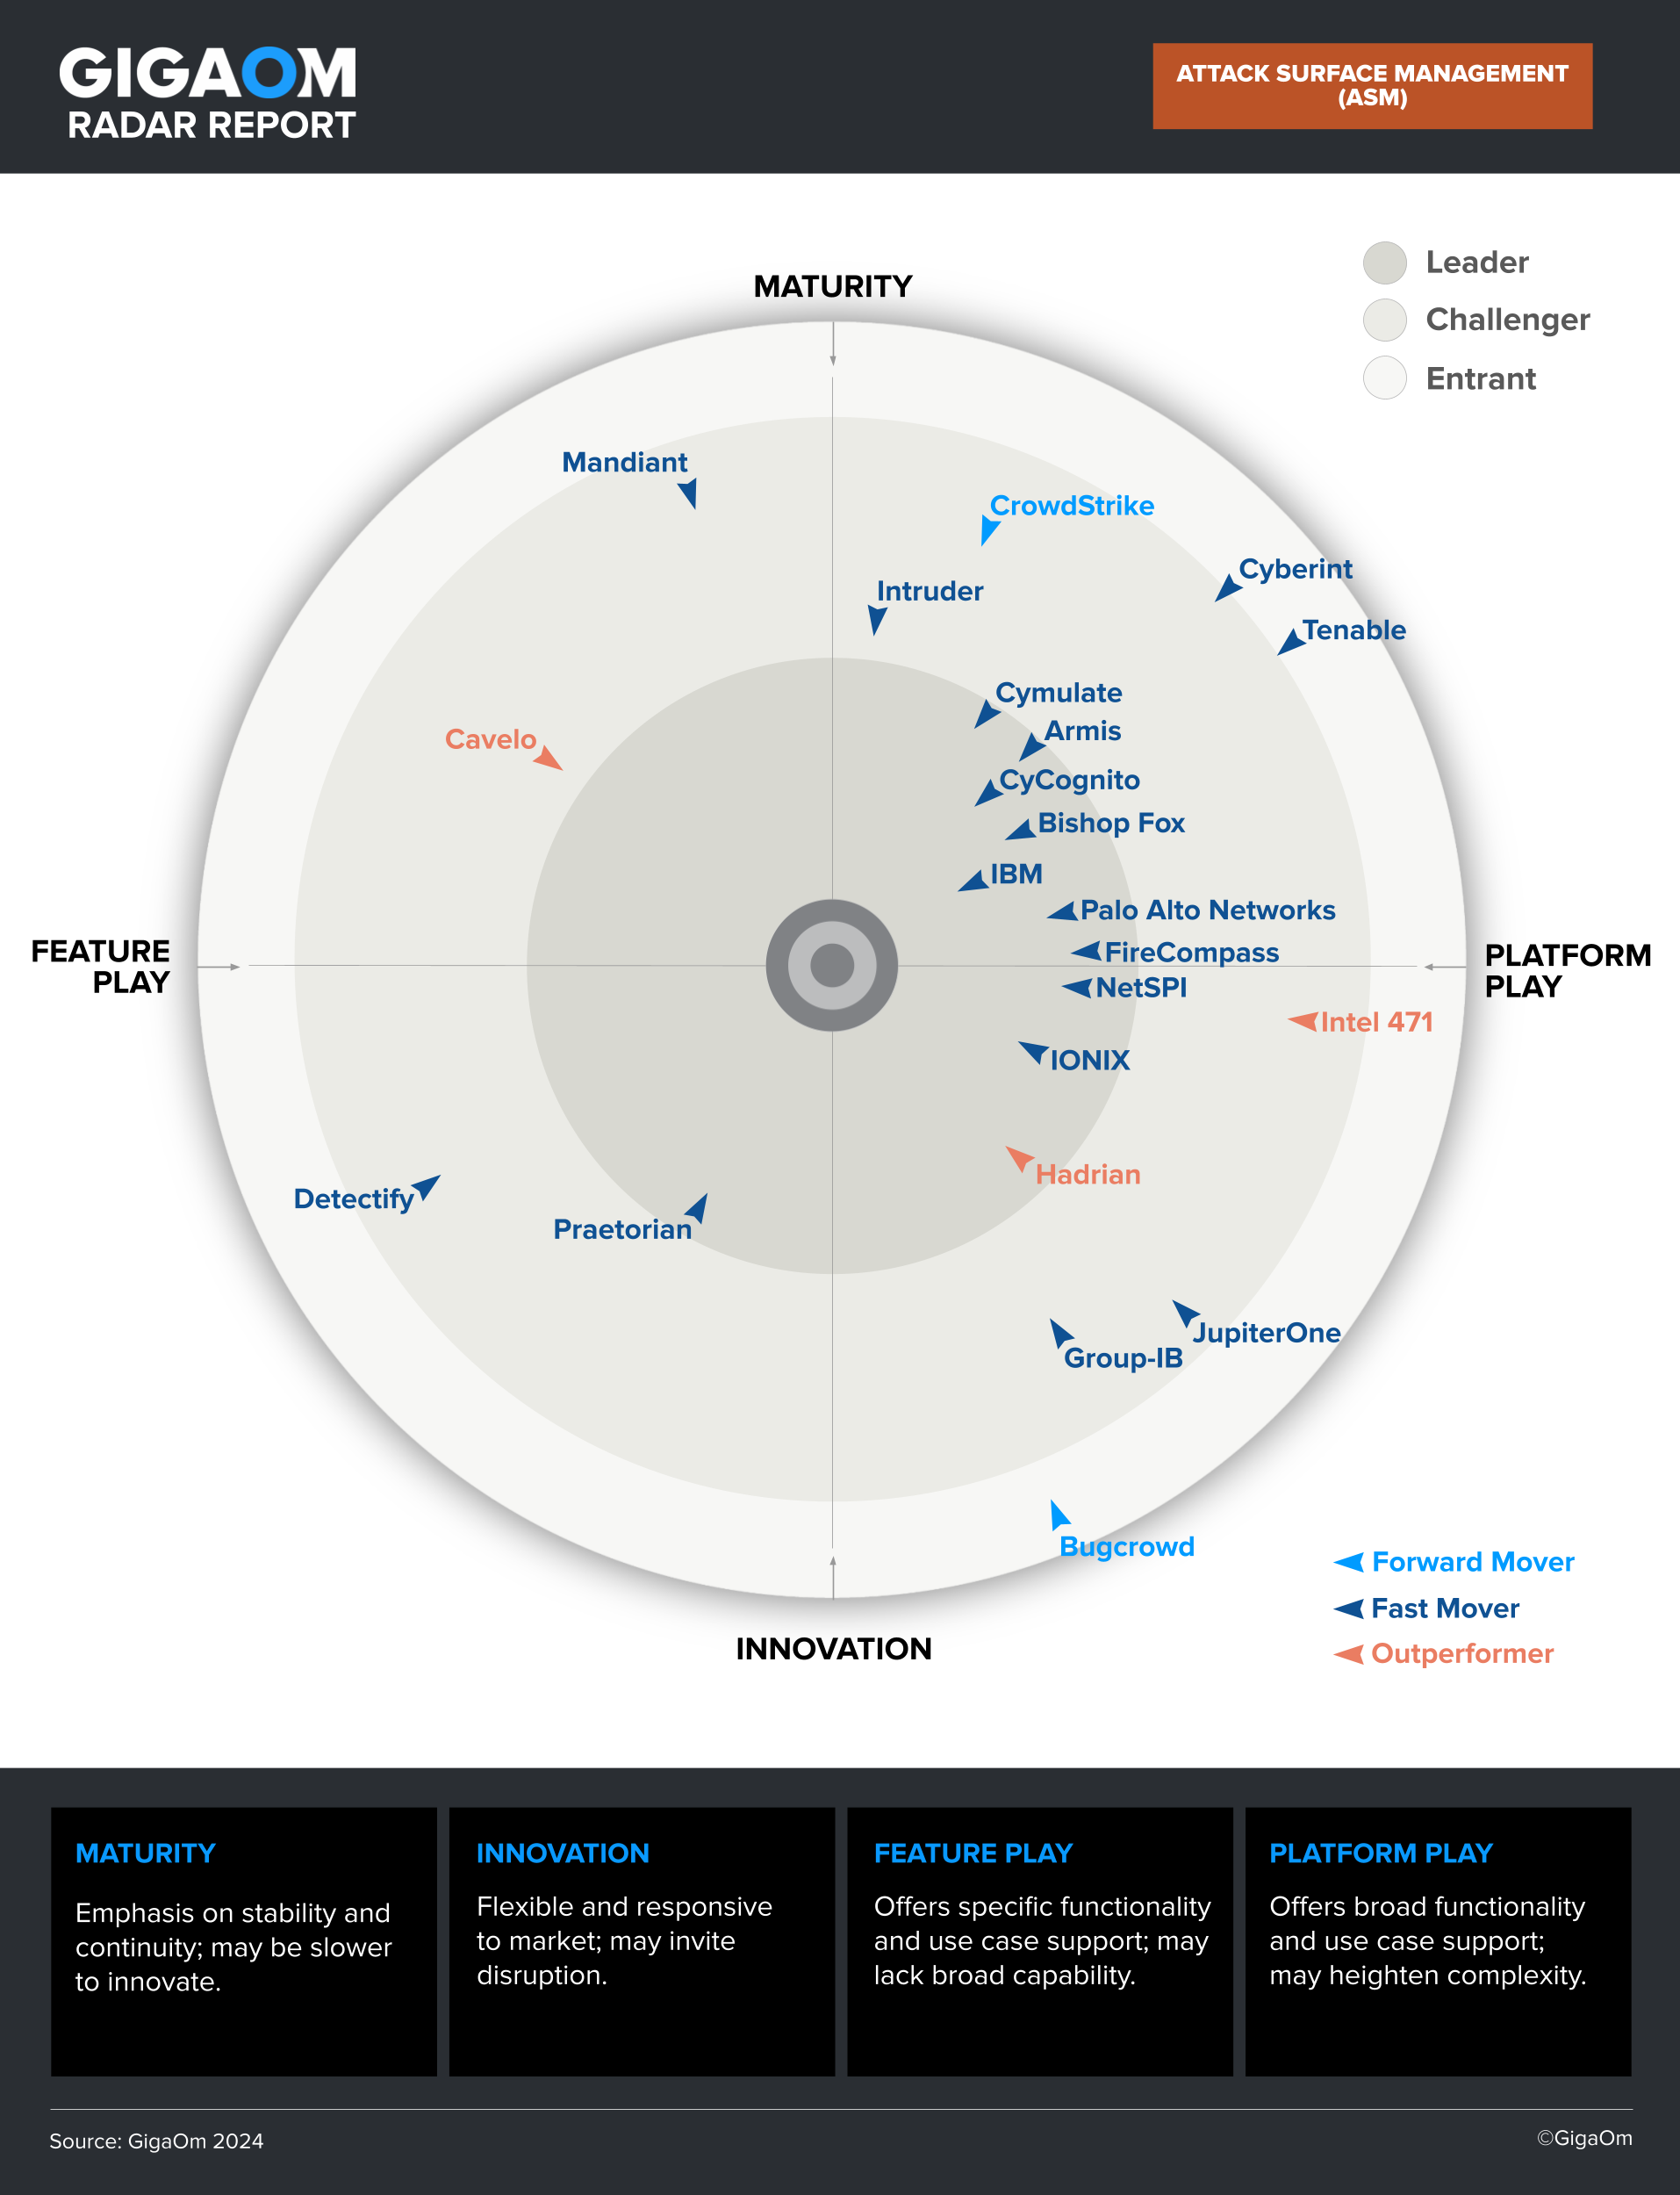 GIGAOM
RADAR REPORT
ATTACK SURFACE MANAGEMENT
(ASM)
Leader
Challenger
Entrant
MATURITY
Mandiant
CrowdStrike
Cyberint
Intruder
Tenable
Cymulate
Armis
Cavelo
CyCognito
Bishop Fox
IBM
Palo Alto Networks
FEATURE
PLAY
FireCompass
PLATFORM
PLAY
NetSPI
Intel 471
IONIX
Hadrian
Detectify
Praetorian
JupiterOne
Group-IB
Bugcrowd
Forward Mover
Fast Mover
Outperformer
INNOVATION
MATURITY
Emphasis on stability and
continuity; may be slower
to innovate.
INNOVATION
Flexible and responsive
to market; may invite
disruption.
FEATURE PLAY
Offers specific functionality
and use case support; may
lack broad capability.
PLATFORM PLAY
Offers broad functionality
and use case support;
may heighten complexity.
Source: GigaOm 2024
©GigaOm